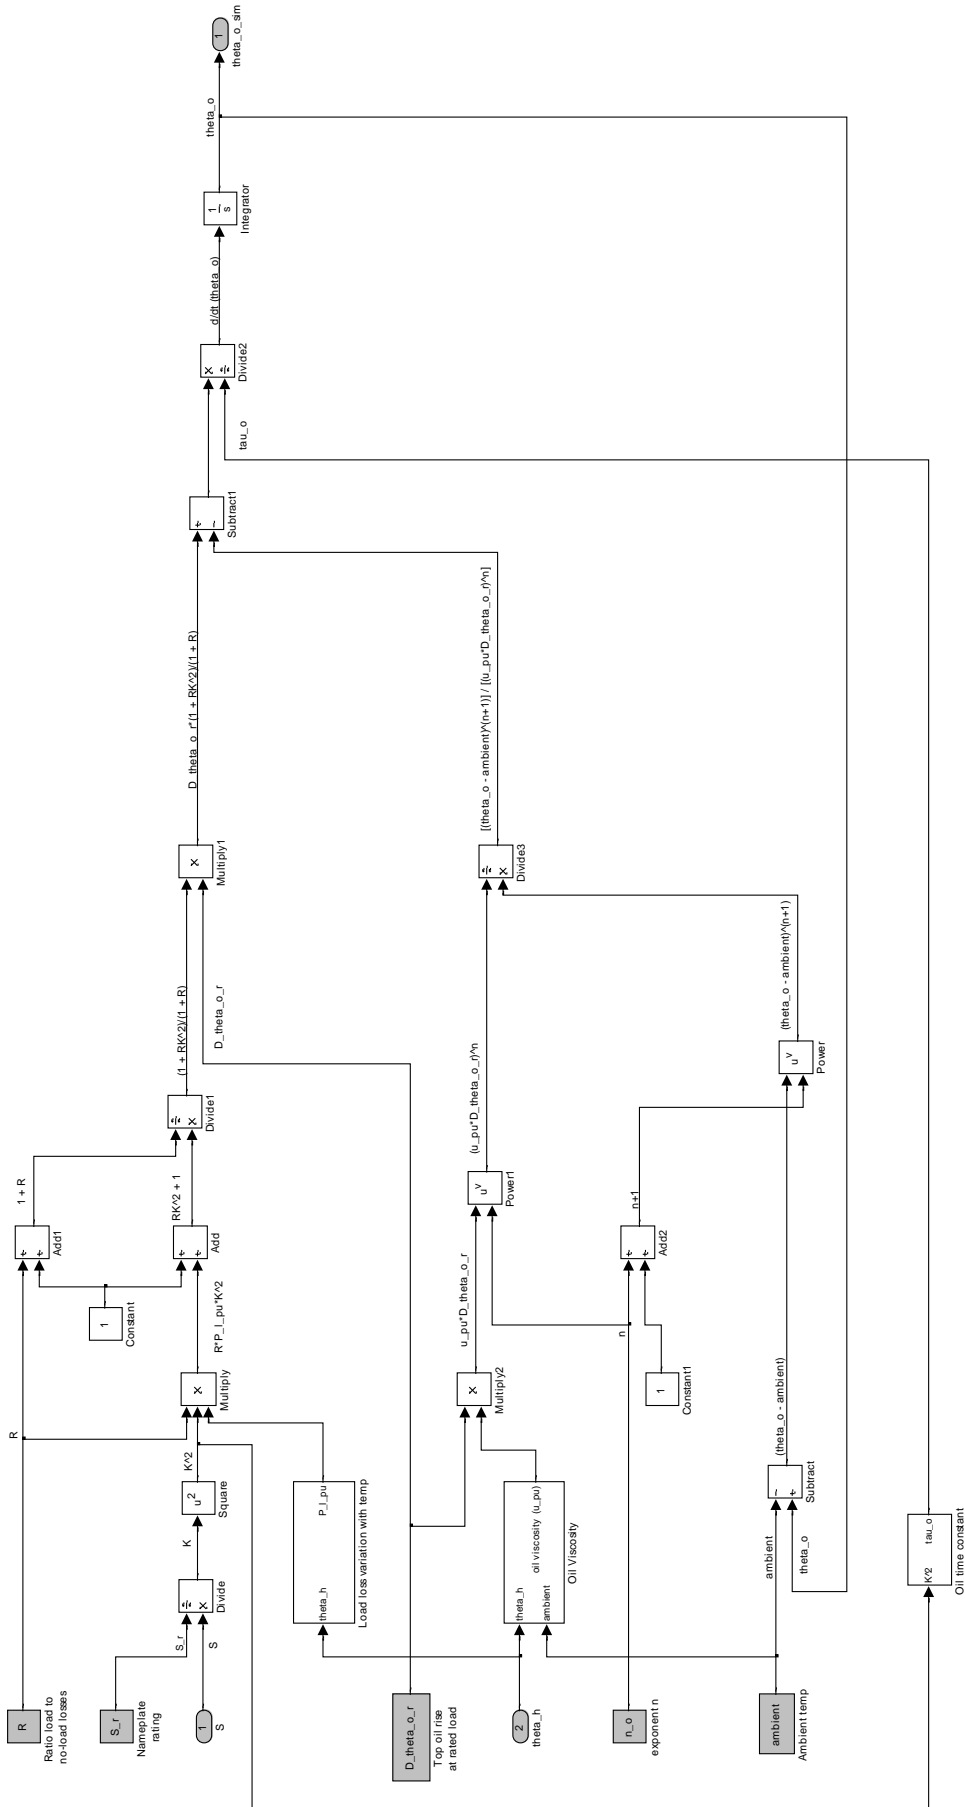 1
theta_o_sim
theta_o
1
s
Integrator
d/dt (theta_o)
×
÷
Divide2
tau_o
+
−
Subtract1
D_theta_o_r*(1 + RK^2)/(1 + R)
[(theta_o - ambient)^(n+1)] / [(u_pu*D_theta_o_r)^n]
×
Multiply1
÷
×
Divide3
(1 + RK^2)/(1 + R)
D_theta_o_r
(u_pu*D_theta_o_r)^n
(theta_o - ambient)^(n+1)
÷
×
Divide1
u^v
Power
1 + R
RK^2 + 1
u^v
Power1
n+1
+
+
Add1
+
+
Add
+
+
Add2
1
Constant
R*P_l_pu*K^2
u_pu*D_theta_o_r
n
×
Multiply
×
Multiply2
1
Constant1
(theta_o - ambient)
R
K^2
u^2
Square
K
P_l_pu
theta_h
Load loss variation with temp
oil viscosity (u_pu)
theta_h
ambient
Oil Viscosity
−
+
Subtract
ambient
theta_o
÷
×
Divide
S_r
S
K^2
tau_o
Oil time constant
R
Ratio load to
no-load losses
S_r
Nameplate
rating
1
S
D_theta_o_r
Top oil rise
at rated load
2
theta_h
n_o
exponent n
ambient
Ambient temp